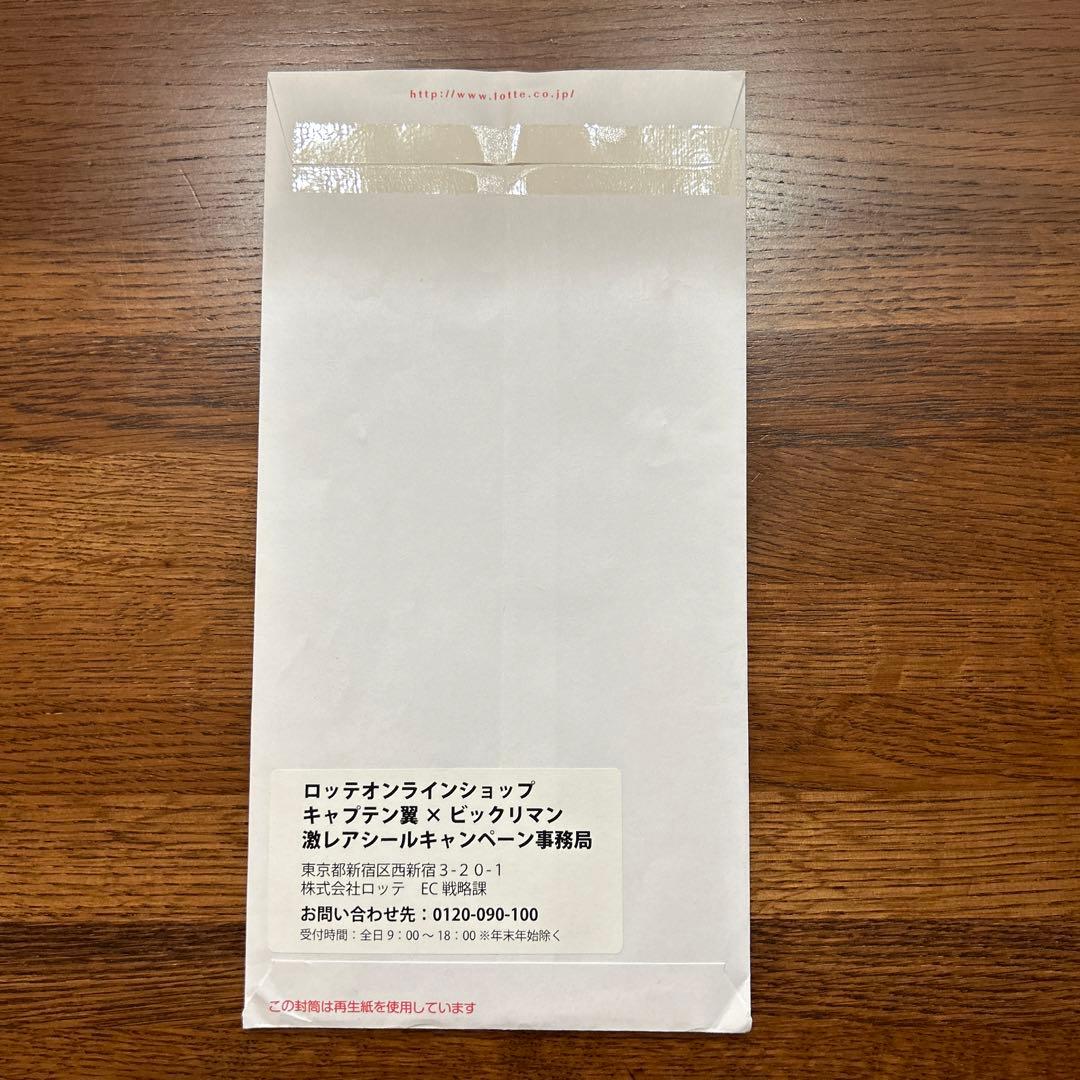 http://www.lotte.co.jp/
ロッテオンラインショップ
キャプテン翼 × ビックリマン
激レアシールキャンペーン事務局
東京都新宿区西新宿３-２０-１
株式会社ロッテ　EC 戦略課
お問い合わせ先：0120-090-100
受付時間：全日 9：00 ～ 18：00 ※年末年始除く
この封筒は再生紙を使用しています